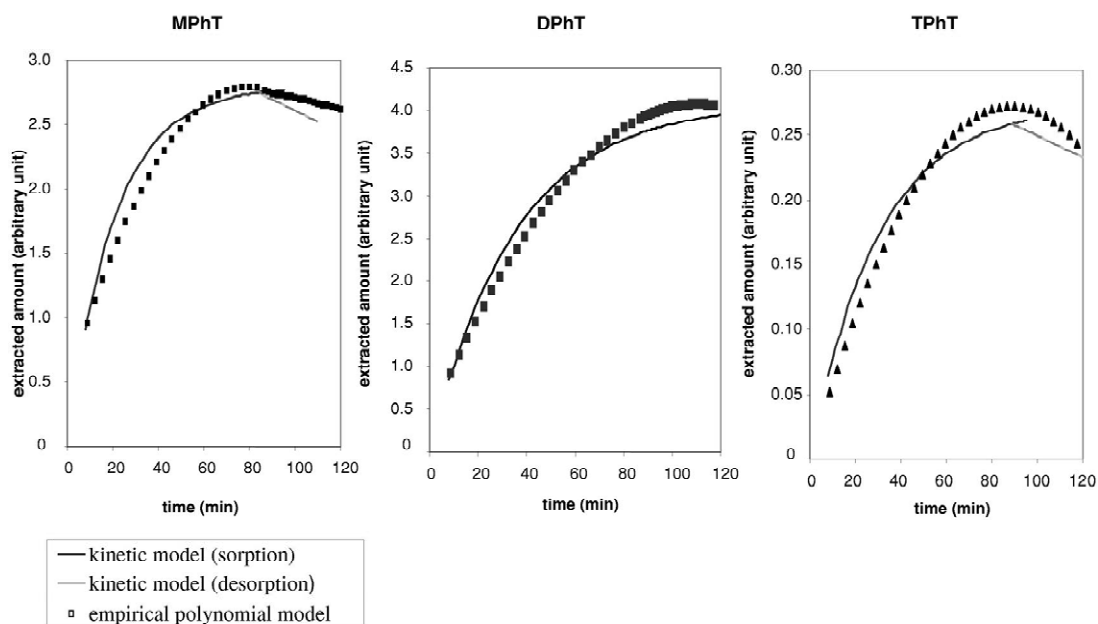 MPhT
DPhT
TPhT
extracted amount (arbitrary unit)
3.0
2.5
2.0
1.5
1.0
0.5
0
0 20 40 60 80 100 120
time (min)
extracted amount (arbitrary unit)
4.5
4.0
3.5
3.0
2.5
2.0
1.5
1.0
0.5
0
0 20 40 60 80 100 120
time (min)
extracted amount (arbitrary unit)
0.30
0.25
0.20
0.15
0.10
0.05
0
0 20 40 60 80 100 120
time (min)
kinetic model (sorption)
kinetic model (desorption)
empirical polynomial model